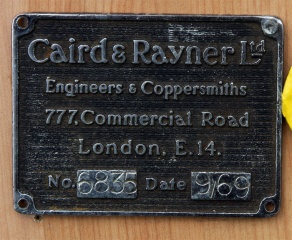 Caird & Rayner Ltd
Engineers & Coppersmiths
777, Commercial Road
London, E.14.
No. 6835 Date 9/69